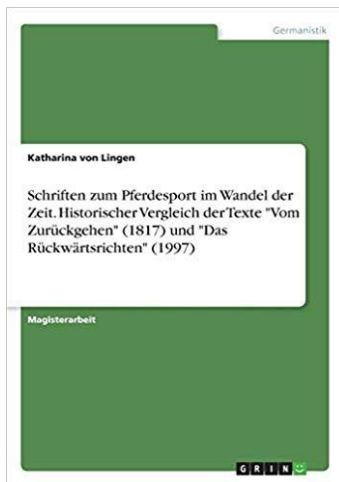 Germanistik
Katharina von Lingen
Schriften zum Pferdesport im Wandel der
Zeit. Historischer Vergleich der Texte "Vom
Zurückgehen" (1817) und "Das
Rückwärtsrichten" (1997)
Magisterarbeit
GRIN